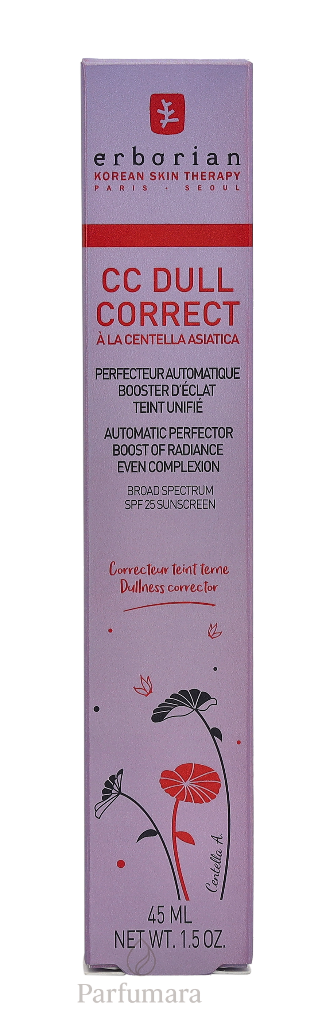 erborian
KOREAN SKIN THERAPY
PARIS - SEOUL
CC DULL
CORRECT
À LA CENTELLA ASIATICA
PERFECTEUR AUTOMATIQUE
BOOSTER D'ÉCLAT
TEINT UNIFIÉ
AUTOMATIC PERFECTOR
BOOST OF RADIANCE
EVEN COMPLEXION
BROAD SPECTRUM
SPF 25 SUNSCREEN
Correcteur teint terne
Dullness corrector
Centella A.
45 ML
NET WT. 1.5 OZ.
Parfumara